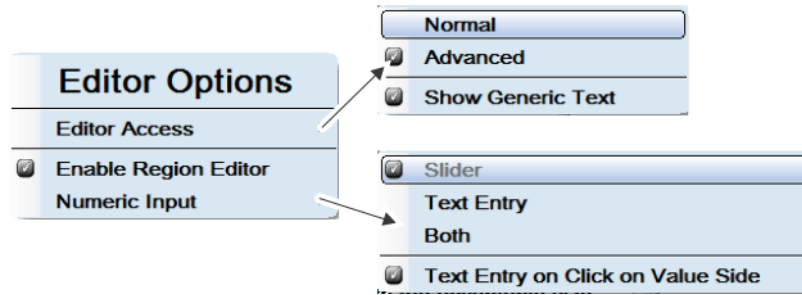 Editor Options
Editor Access
Enable Region Editor
Numeric Input
Normal
Advanced
Show Generic Text
Slider
Text Entry
Both
Text Entry on Click on Value Side